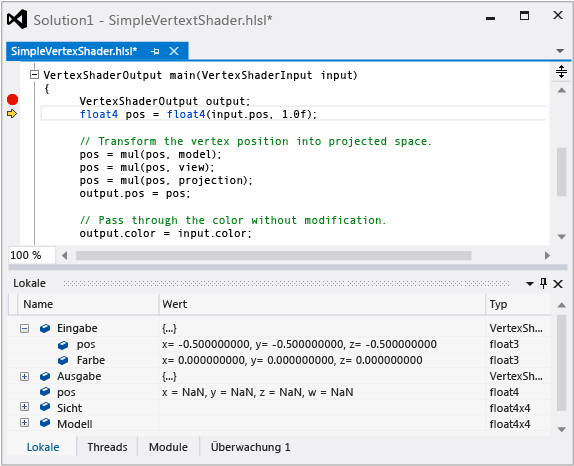 Solution1 - SimpleVertextShader.hlsl*
SimpleVertexShader.hlsl*
VertexShaderOutput main(VertexShaderInput input)
{
VertexShaderOutput output;
float4 pos = float4(input.pos, 1.0f);
// Transform the vertex position into projected space.
pos = mul(pos, model);
pos = mul(pos, view);
pos = mul(pos, projection);
output.pos = pos;
// Pass through the color without modification.
output.color = input.color;
100 %
Lokale
Name Wert Typ
Eingabe {...} VertexSh...
pos x= -0.500000000, y= -0.500000000, z= -0.500000000 float3
Farbe x= 0.000000000, y= 0.000000000, z= 0.000000000 float3
Ausgabe {...} VertexSh...
pos x = NaN, y = NaN, z = NaN, w = NaN float4
Sicht float4x4
Modell float4x4
Lokale Threads Module Überwachung 1